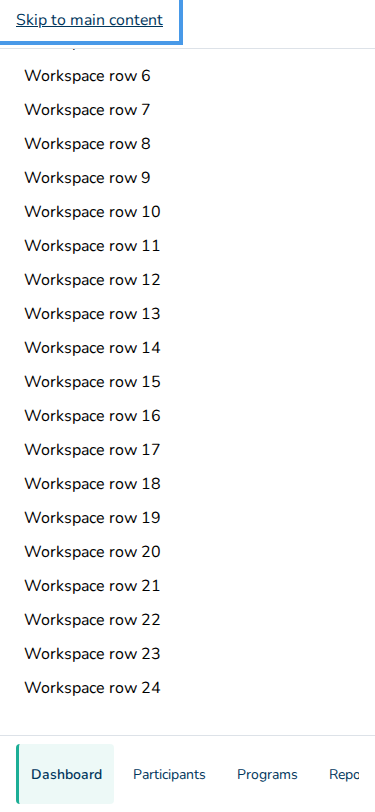 Skip to main content
Workspace row 6
Workspace row 7
Workspace row 8
Workspace row 9
Workspace row 10
Workspace row 11
Workspace row 12
Workspace row 13
Workspace row 14
Workspace row 15
Workspace row 16
Workspace row 17
Workspace row 18
Workspace row 19
Workspace row 20
Workspace row 21
Workspace row 22
Workspace row 23
Workspace row 24
Dashboard Participants Programs Repo